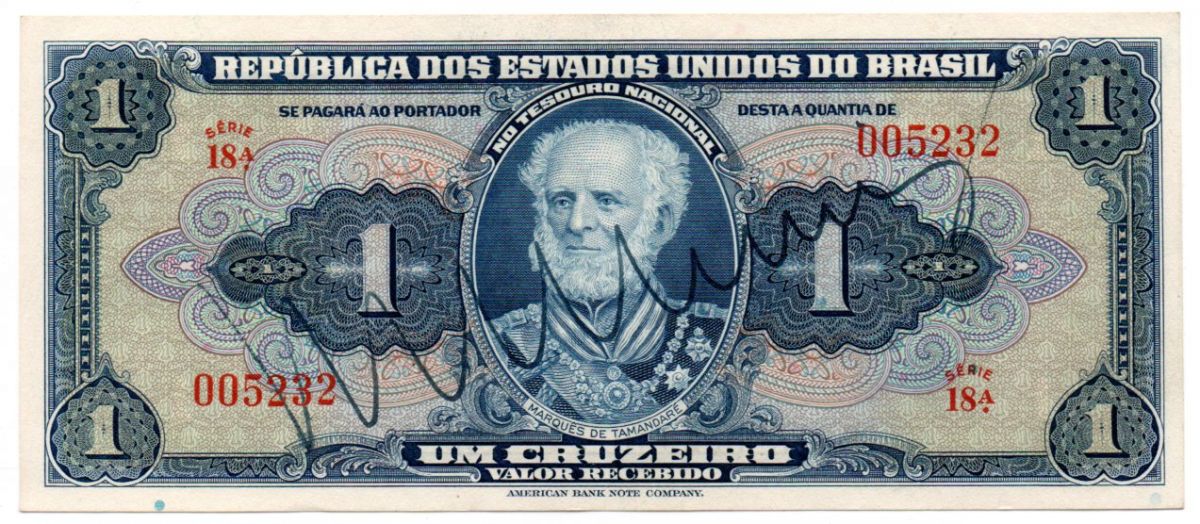 1
REPÚBLICA DOS ESTADOS UNIDOS DO BRASIL
1
SE PAGARÁ AO PORTADOR
NO TESOURO NACIONAL
DESTA A QUANTIA DE
SÉRIE
18A.
005232
1
1
1
1
005232
SÉRIE
18A.
MARQUÊS DE TAMANDARÉ
1
UM CRUZEIRO
1
VALOR RECEBIDO
AMERICAN BANK NOTE COMPANY.